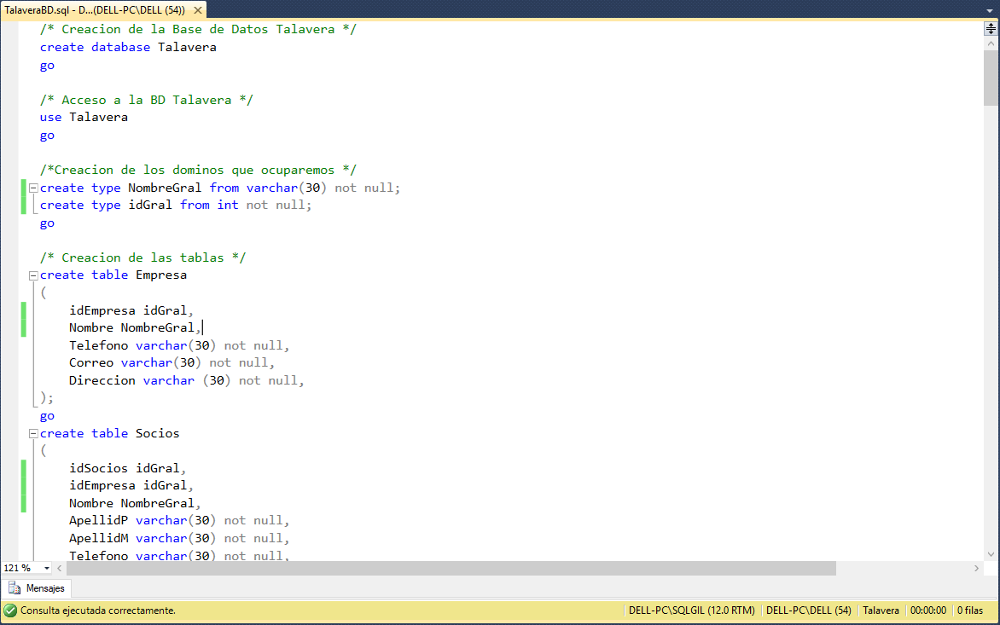 TalaveraBD.sql - D...(DELL-PC\DELL (54))
/* Creacion de la Base de Datos Talavera */
create database Talavera
go
/* Acceso a la BD Talavera */
use Talavera
go
/*Creacion de los dominos que ocuparemos */
create type NombreGral from varchar(30) not null;
create type idGral from int not null;
go
/* Creacion de las tablas */
create table Empresa
(
idEmpresa idGral,
Nombre NombreGral,
Telefono varchar(30) not null,
Correo varchar(30) not null,
Direccion varchar (30) not null,
);
go
create table Socios
(
idSocios idGral,
idEmpresa idGral,
Nombre NombreGral,
ApellidP varchar(30) not null,
ApellidM varchar(30) not null,
Telefono varchar(30) not null,
121 %
Mensajes
Consulta ejecutada correctamente. DELL-PC\SQLGIL (12.0 RTM) DELL-PC\DELL (54) Talavera 00:00:00 0 filas